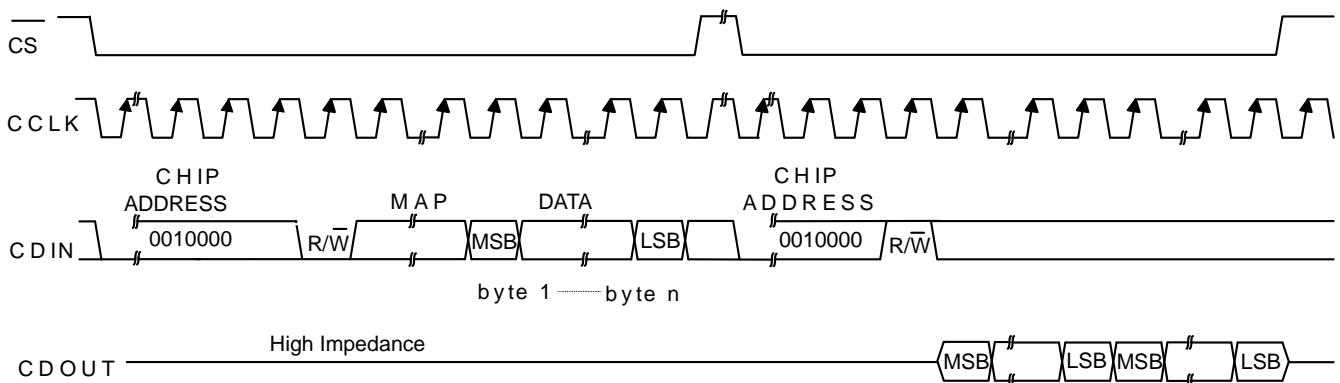 CS
CCLK
CHIP
ADDRESS
MAP
DATA
CHIP
ADDRESS
CDIN
0010000
R/W
MSB
LSB
0010000
R/W
byte 1
byte n
High Impedance
CDOUT
MSB
LSB
MSB
LSB